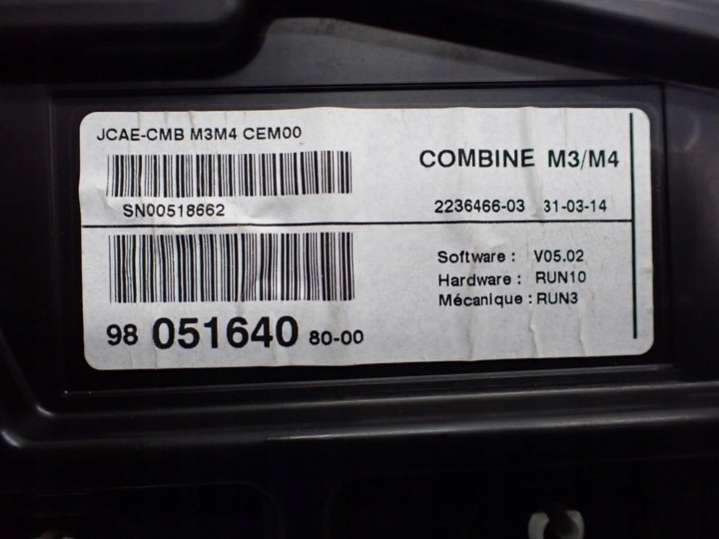 JCAE-CMB M3M4 CEM00
SN00518662
COMBINE M3/M4
2236466-03 31-03-14
Software : V05.02
Hardware : RUN10
Mécanique : RUN3
98 051640 80-00